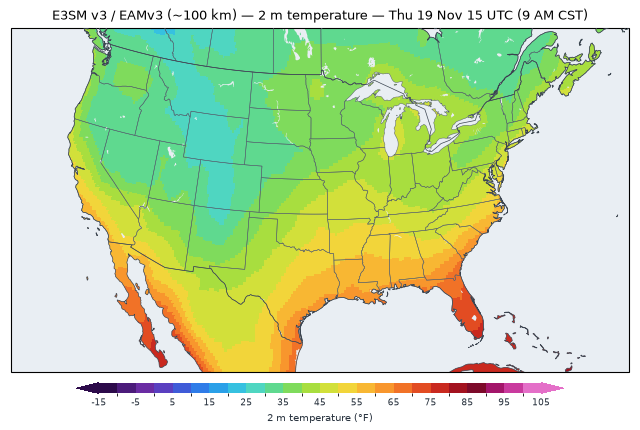 E3SM v3 / EAMv3 (~100 km) — 2 m temperature — Thu 19 Nov 15 UTC (9 AM CST)
-15 -5 5 15 25 35 45 55 65 75 85 95 105
2 m temperature (°F)